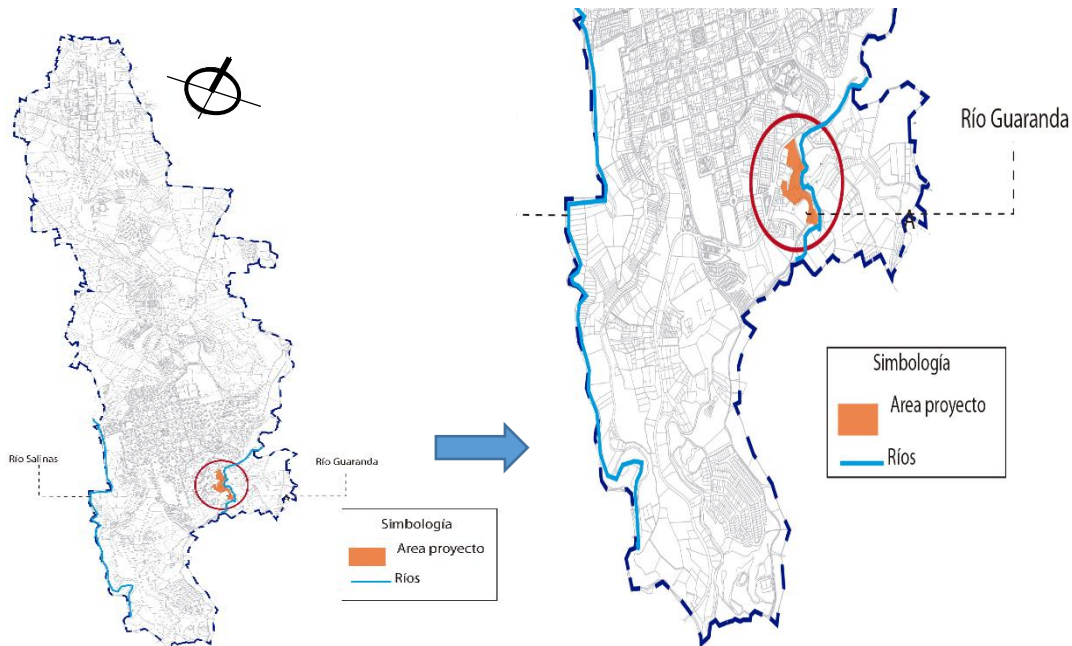 Río Salinas
Río Guaranda
Simbología
Area proyecto
Ríos
Río Guaranda
Simbología
Area proyecto
Ríos